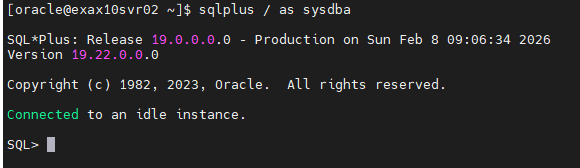 [oracle@exax10svr02 ~]$ sqlplus / as sysdba
SQL*Plus: Release 19.0.0.0.0 - Production on Sun Feb 8 09:06:34 2026
Version 19.22.0.0.0
Copyright (c) 1982, 2023, Oracle.  All rights reserved.
Connected to an idle instance.
SQL>